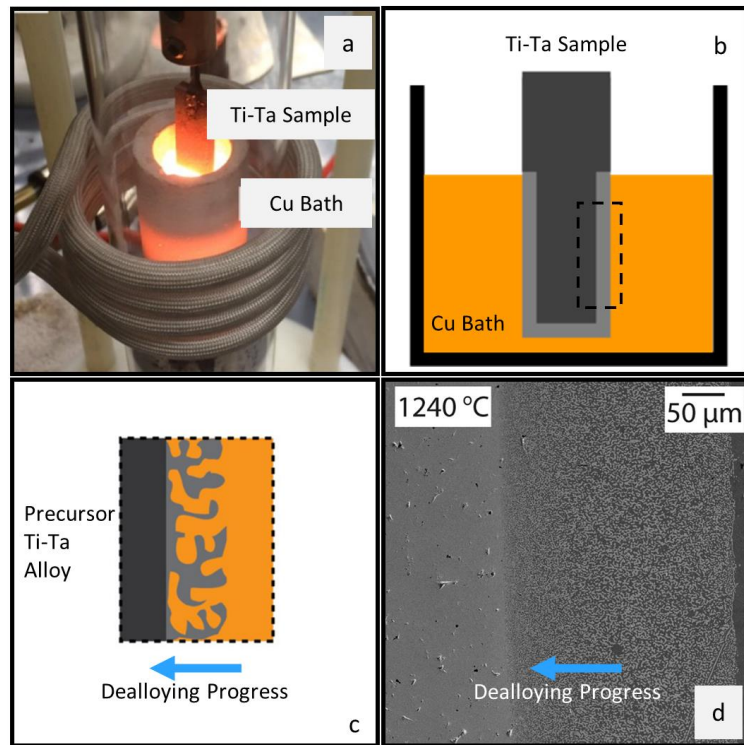 a
Ti-Ta Sample
Cu Bath
Ti-Ta Sample
b
Cu Bath
Precursor
Ti-Ta
Alloy
Dealloying Progress
c
1240 °C
50 μm
Dealloying Progress
d